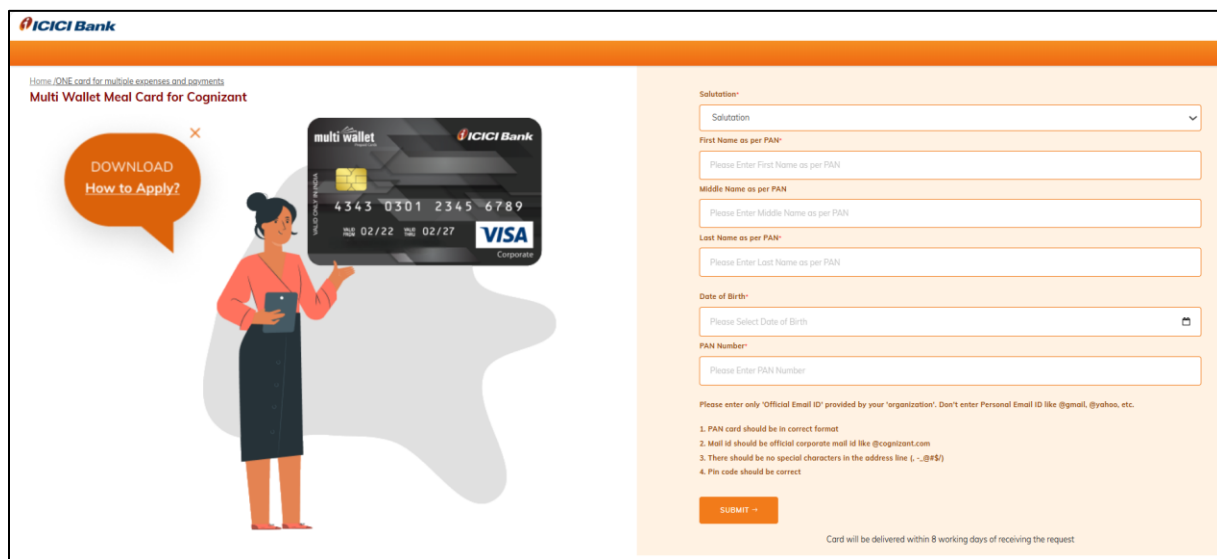 ICICI Bank
Home /ONE card for multiple expenses and payments
Multi Wallet Meal Card for Cognizant
DOWNLOAD
How to Apply?
multi wallet
Prepaid Cards
ICICI Bank
VALID ONLY IN INDIA
4343 0301 2345 6789
VALID FROM 02/22 VALID THRU 02/27
VISA
Corporate
Salutation*
Salutation
First Name as per PAN*
Please Enter First Name as per PAN
Middle Name as per PAN
Please Enter Middle Name as per PAN
Last Name as per PAN*
Please Enter Last Name as per PAN
Date of Birth*
Please Select Date of Birth
PAN Number*
Please Enter PAN Number
Please enter only 'Official Email ID' provided by your 'organization'. Don't enter Personal Email ID like @gmail, @yahoo, etc.
1. PAN card should be in correct format
2. Mail id should be official corporate mail id like @cognizant.com
3. There should be no special characters in the address line (, -_@#$/)
4. Pin code should be correct
SUBMIT →
Card will be delivered within 8 working days of receiving the request